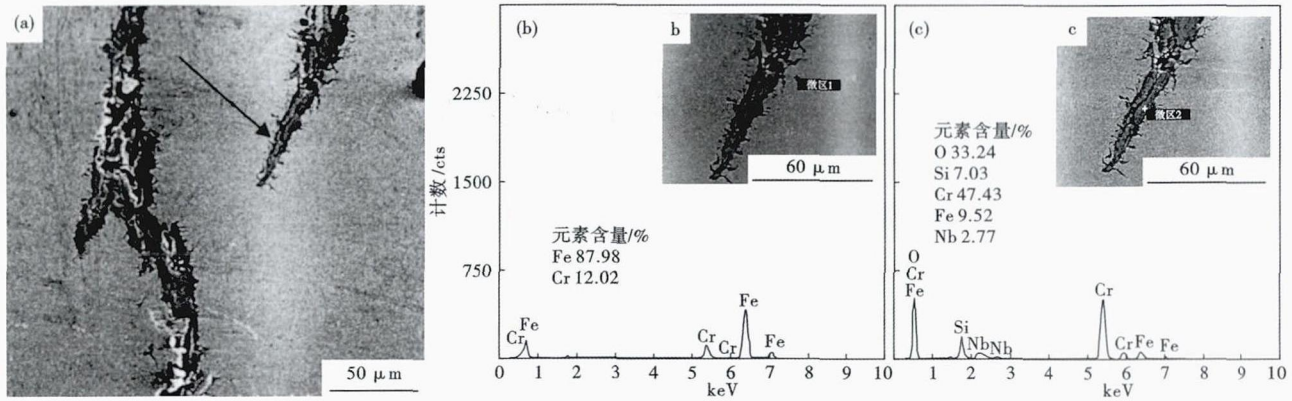 (a)
50 μm
(b)
b
微区1
60 μm
计数/cts
2250
1500
750
元素含量/%
Fe 87.98
Cr 12.02
Fe
Cr
Cr
Cr
Fe
Fe
0 1 2 3 4 5 6 7 8 9 10
keV
(c)
c
微区2
60 μm
元素含量/%
O 33.24
Si 7.03
Cr 47.43
Fe 9.52
Nb 2.77
O
Cr
Fe
Si
Nb
Nb
Cr
Cr
Fe
Fe
1 2 3 4 5 6 7 8 9 10
keV